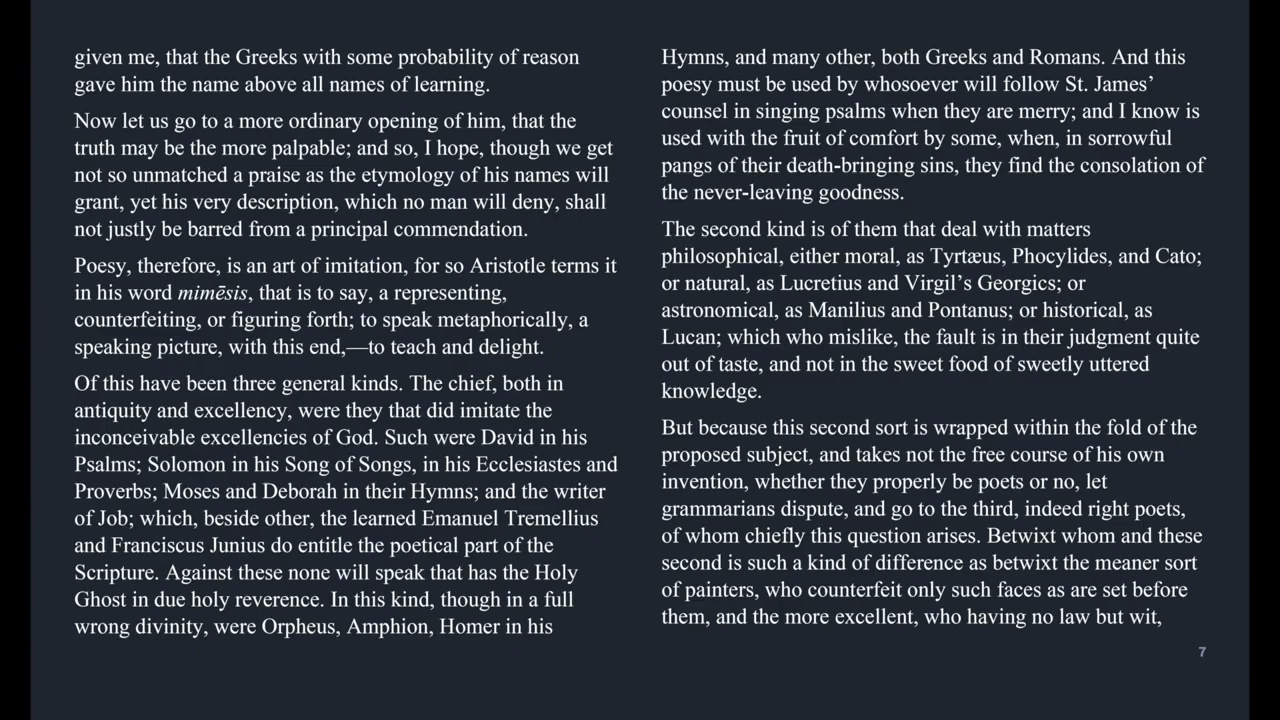 given me, that the Greeks with some probability of reason
gave him the name above all names of learning.
Now let us go to a more ordinary opening of him, that the
truth may be the more palpable; and so, I hope, though we get
not so unmatched a praise as the etymology of his names will
grant, yet his very description, which no man will deny, shall
not justly be barred from a principal commendation.
Poesy, therefore, is an art of imitation, for so Aristotle terms it
in his word mimēsis, that is to say, a representing,
counterfeiting, or figuring forth; to speak metaphorically, a
speaking picture, with this end,—to teach and delight.
Of this have been three general kinds. The chief, both in
antiquity and excellency, were they that did imitate the
inconceivable excellencies of God. Such were David in his
Psalms; Solomon in his Song of Songs, in his Ecclesiastes and
Proverbs; Moses and Deborah in their Hymns; and the writer
of Job; which, beside other, the learned Emanuel Tremellius
and Franciscus Junius do entitle the poetical part of the
Scripture. Against these none will speak that has the Holy
Ghost in due holy reverence. In this kind, though in a full
wrong divinity, were Orpheus, Amphion, Homer in his
Hymns, and many other, both Greeks and Romans. And this
poesy must be used by whosoever will follow St. James’
counsel in singing psalms when they are merry; and I know is
used with the fruit of comfort by some, when, in sorrowful
pangs of their death-bringing sins, they find the consolation of
the never-leaving goodness.
The second kind is of them that deal with matters
philosophical, either moral, as Tyrtæus, Phocylides, and Cato;
or natural, as Lucretius and Virgil’s Georgics; or
astronomical, as Manilius and Pontanus; or historical, as
Lucan; which who mislike, the fault is in their judgment quite
out of taste, and not in the sweet food of sweetly uttered
knowledge.
But because this second sort is wrapped within the fold of the
proposed subject, and takes not the free course of his own
invention, whether they properly be poets or no, let
grammarians dispute, and go to the third, indeed right poets,
of whom chiefly this question arises. Betwixt whom and these
second is such a kind of difference as betwixt the meaner sort
of painters, who counterfeit only such faces as are set before
them, and the more excellent, who having no law but wit,
7